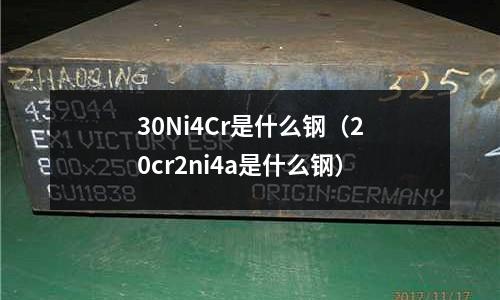 ZHAOQING
3259
439044
EX1 VICTORY ESR
800x250
GU11838
ORIGIN:GERMANY
30Ni4Cr是什么钢（2
0cr2ni4a是什么钢）
2017/11/17